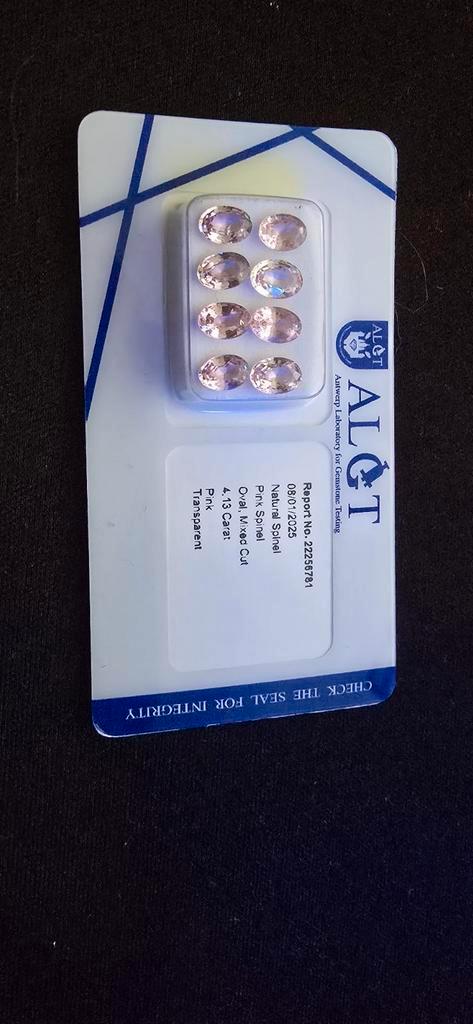 ALGT
ALGT
Antwerp Laboratory for Gemstone Testing
Report No. 22256781
08/01/2025
Natural Spinel
Pink Spinel
Oval, Mixed Cut
4,13 Carat
Pink
Transparent
CHECK THE SEAL FOR INTEGRITY